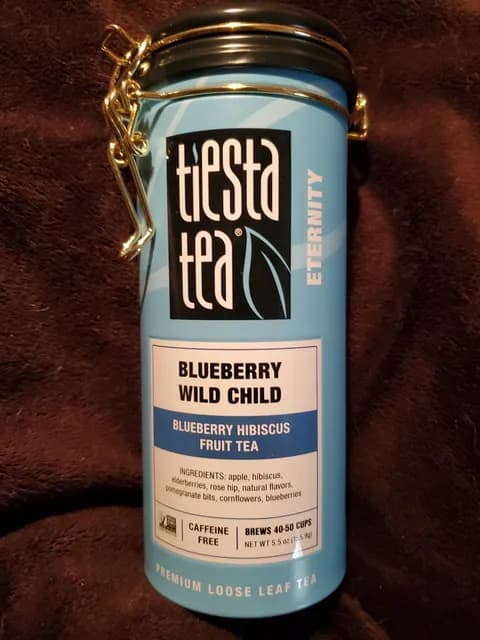 tiesta
tea®
ETERNITY
BLUEBERRY
WILD CHILD
BLUEBERRY HIBISCUS
FRUIT TEA
INGREDIENTS: apple, hibiscus,
elderberries, rose hip, natural flavors,
pomegranate bits, cornflowers, blueberries
CAFFEINE
FREE
BREWS 40-50 CUPS
NET WT 5.5 oz
PREMIUM LOOSE LEAF TEA